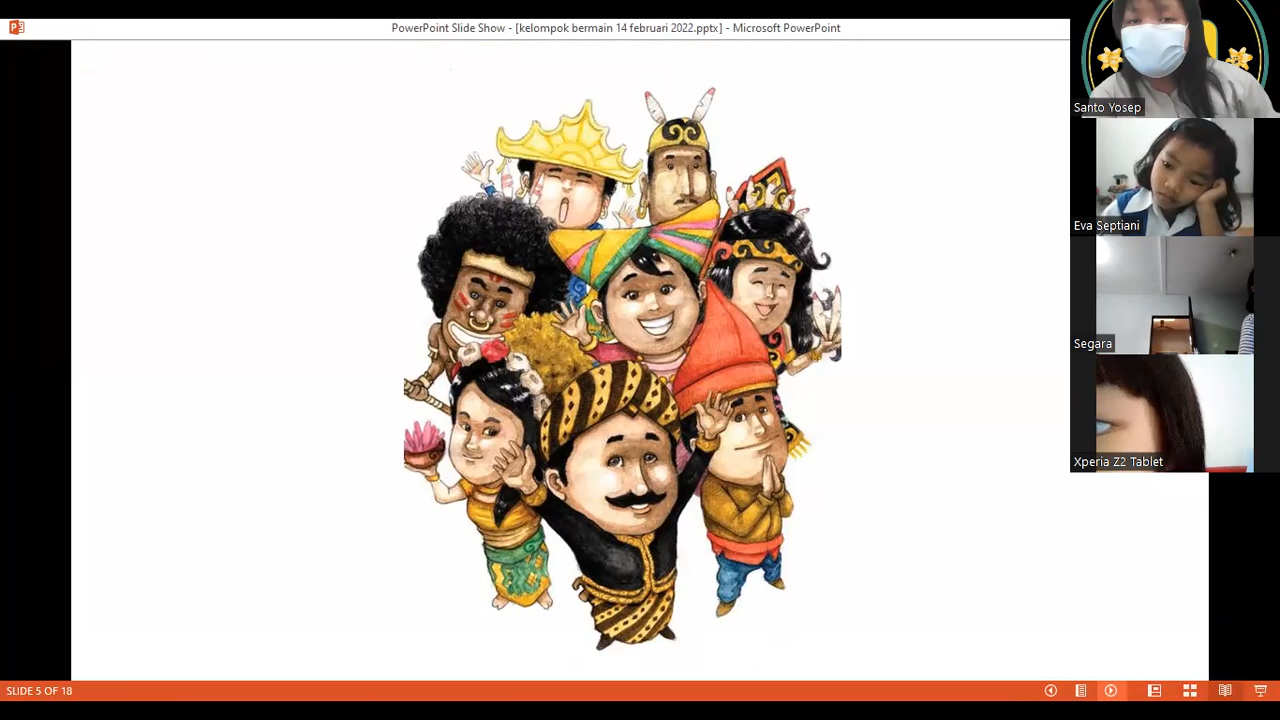 PowerPoint Slide Show - [kelompok bermain 14 februari 2022.pptx] - Microsoft PowerPoint
Santo Yosep
Eva Septiani
Segara
Xperia Z2 Tablet
SLIDE 5 OF 18